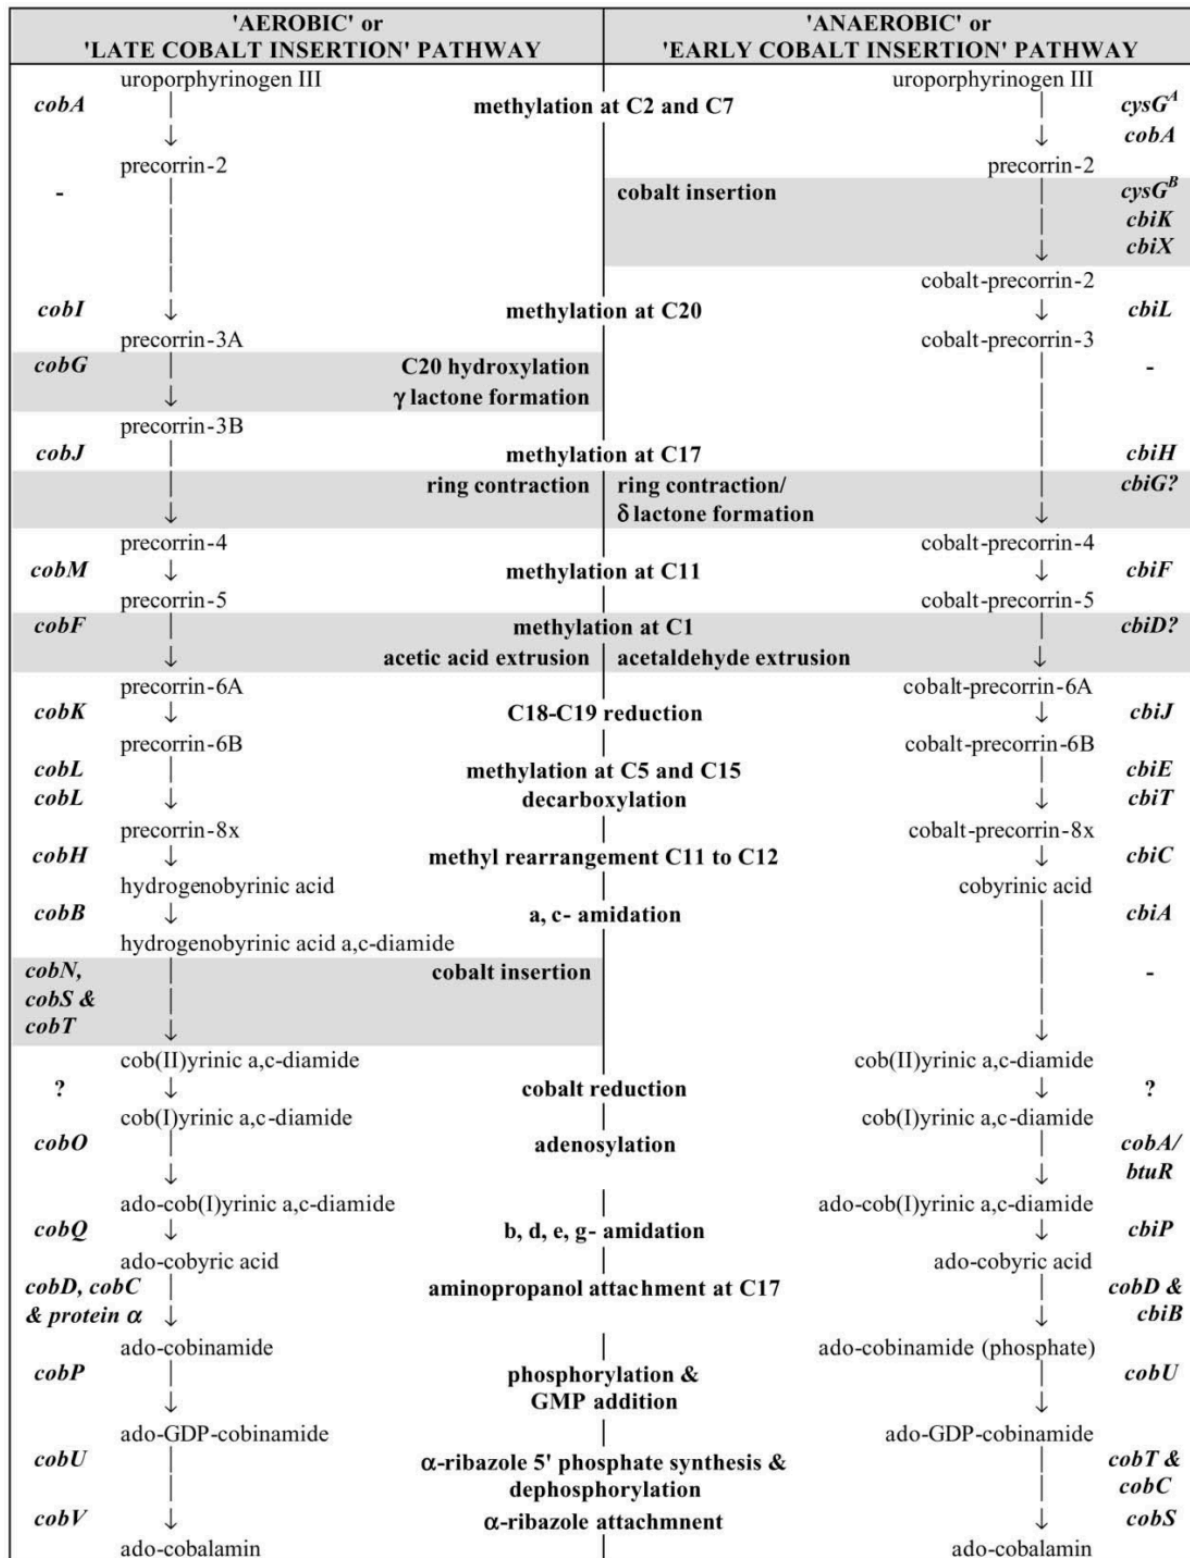 'AEROBIC' or 'ANAEROBIC' or
'LATE COBALT INSERTION' PATHWAY 'EARLY COBALT INSERTION' PATHWAY
uroporphyrinogen III uroporphyrinogen III
cobA methylation at C2 and C7 cysG^A
cobA
precorrin-2 precorrin-2
- cobalt insertion cysG^B
cbiK
cbiX
cobalt-precorrin-2
cobI methylation at C20 cbiL
precorrin-3A cobalt-precorrin-3
cobG C20 hydroxylation -
γ lactone formation
precorrin-3B
cobJ methylation at C17 cbiH
ring contraction ring contraction/ cbiG?
δ lactone formation
precorrin-4 cobalt-precorrin-4
cobM methylation at C11 cbiF
precorrin-5 cobalt-precorrin-5
cobF methylation at C1 cbiD?
acetic acid extrusion acetaldehyde extrusion
precorrin-6A cobalt-precorrin-6A
cobK C18-C19 reduction cbiJ
precorrin-6B cobalt-precorrin-6B
cobL methylation at C5 and C15 cbiE
cobL decarboxylation cbiT
precorrin-8x cobalt-precorrin-8x
cobH methyl rearrangement C11 to C12 cbiC
hydrogenobyrinic acid cobyrinic acid
cobB a, c- amidation cbiA
hydrogenobyrinic acid a,c-diamide
cobN, cobalt insertion -
cobS &
cobT
cob(II)yrinic a,c-diamide cob(II)yrinic a,c-diamide
? cobalt reduction ?
cob(I)yrinic a,c-diamide cob(I)yrinic a,c-diamide
cobO adenosylation cobA/
btuR
ado-cob(I)yrinic a,c-diamide ado-cob(I)yrinic a,c-diamide
cobQ b, d, e, g- amidation cbiP
ado-cobyric acid ado-cobyric acid
cobD, cobC aminopropanol attachment at C17 cobD &
& protein α cbiB
ado-cobinamide ado-cobinamide (phosphate)
cobP phosphorylation & cobU
GMP addition
ado-GDP-cobinamide ado-GDP-cobinamide
cobU α-ribazole 5' phosphate synthesis & cobT &
dephosphorylation cobC
cobV α-ribazole attachmnent cobS
ado-cobalamin ado-cobalamin